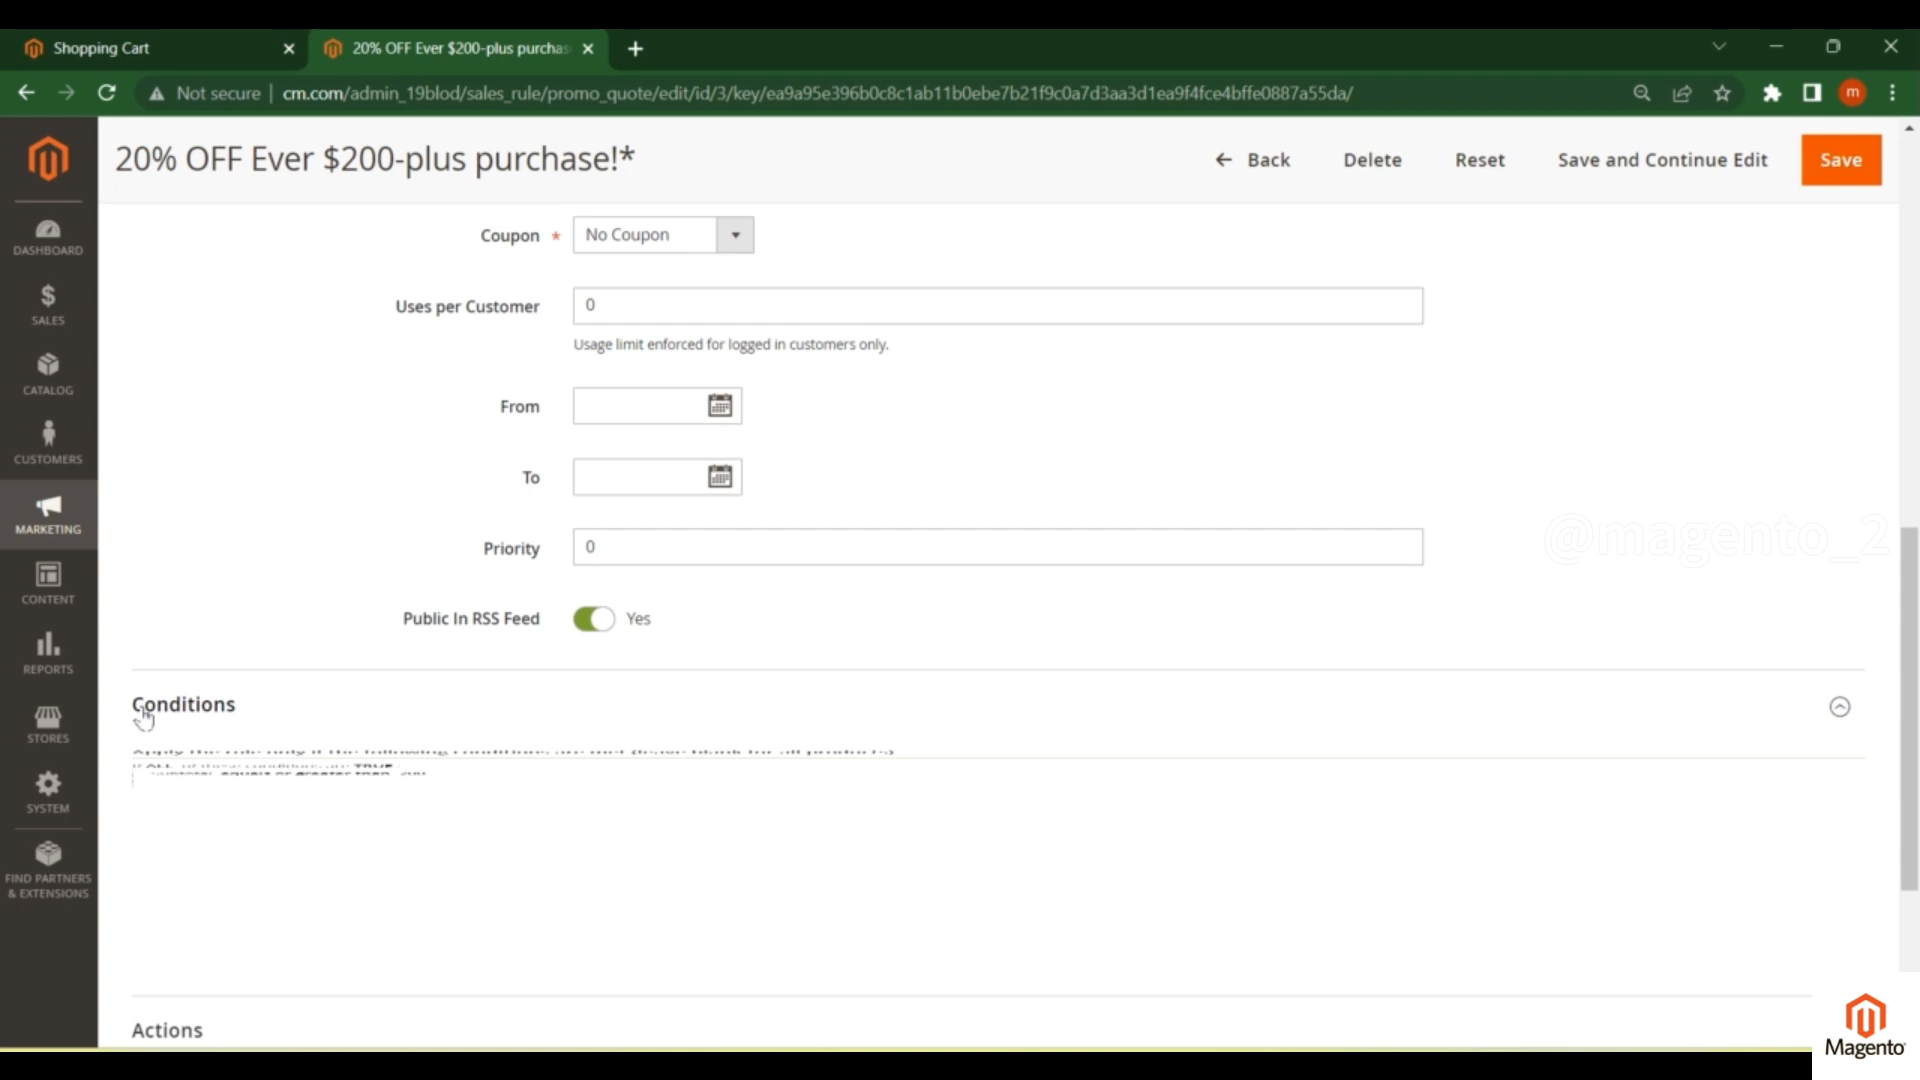 Shopping Cart
20% OFF Ever $200-plus purchas
Not secure
cm.com/admin_19blod/sales_rule/promo_quote/edit/id/3/key/ea9a95e396b0c8c1ab11b0ebe7b21f9c0a7d3aa3d1ea9f4fce4bffe0887a55da/
m
20% OFF Ever $200-plus purchase!*
Back
Delete
Reset
Save and Continue Edit
Save
DASHBOARD
SALES
CATALOG
CUSTOMERS
MARKETING
CONTENT
REPORTS
STORES
SYSTEM
FIND PARTNERS
& EXTENSIONS
Coupon *
No Coupon
Uses per Customer
0
Usage limit enforced for logged in customers only.
From
To
Priority
0
Public In RSS Feed
Yes
@magento_2
Conditions
Actions
Magento